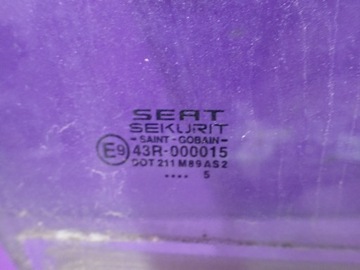 SEAT
SEKURIT
-SAINT-GOBAIN-
E9 43R-000015
DOT 211 M89 AS2
.... 5